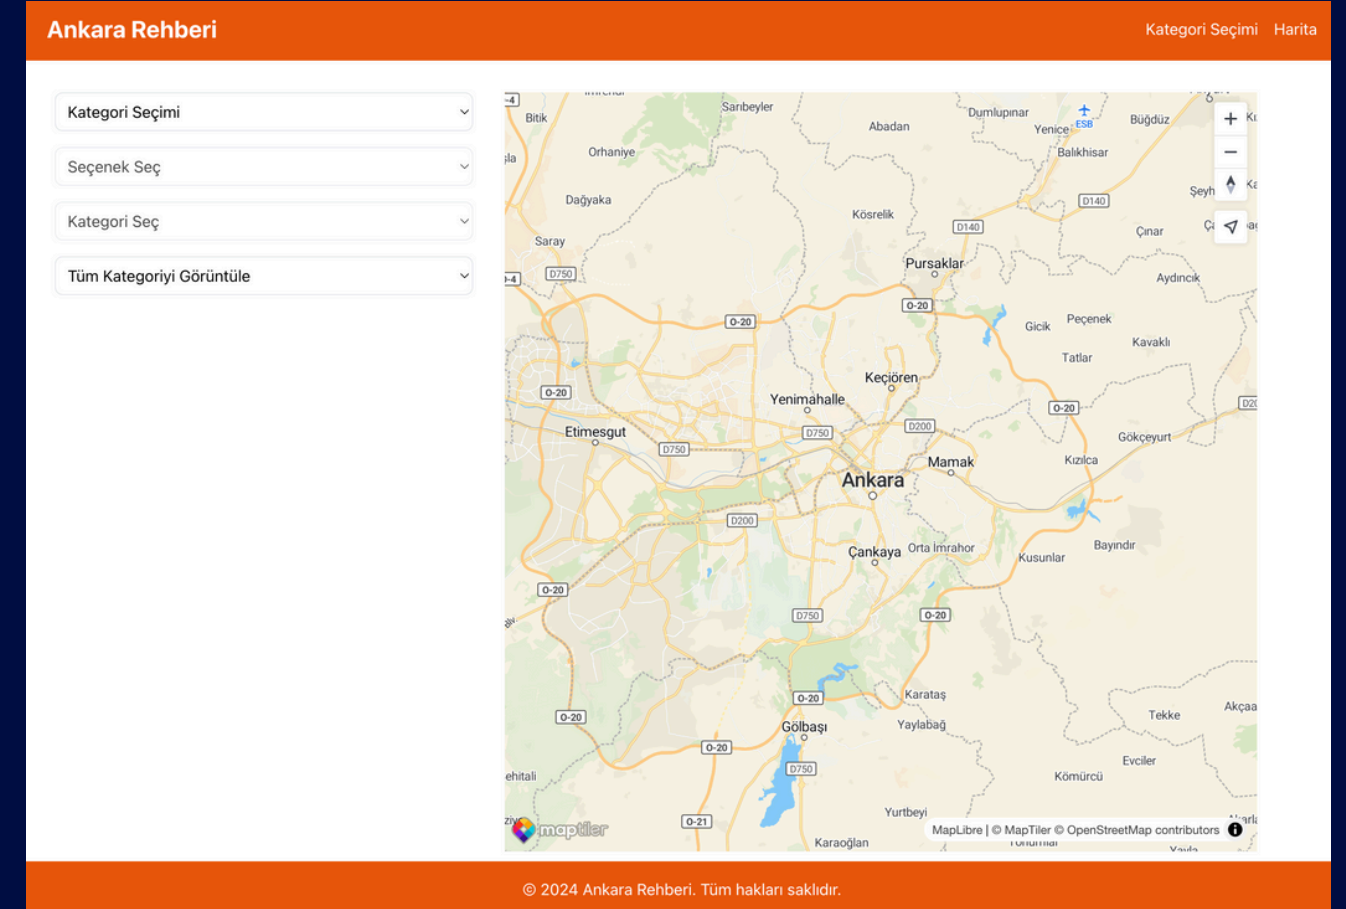 Ankara Rehberi
Kategori Seçimi Harita
Kategori Seçimi
Seçenek Seç
Kategori Seç
Tüm Kategoriyi Görüntüle
Bitik
Sarıbeyler
Abadan
Dumlupınar
Yenice
ESB
Büğdüz
Orhaniye
Balıkhisar
Dağyaka
Kösrelik
D140
D140
Çınar
Saray
D750
Pursaklar
Aydıncık
O-20
O-20
Gicik
Peçenek
Kavaklı
Tatlar
Keçiören
O-20
Yenimahalle
O-20
Etimesgut
D750
D750
D200
Gökçeyurt
Mamak
Kızılca
Ankara
D200
Çankaya
Orta İmrahor
Kusunlar
Bayındır
O-20
D750
O-20
O-20
Karataş
O-20
Gölbaşı
Yaylabağ
Tekke
O-20
D750
Evciler
Kömürcü
Yurtbeyi
O-21
maptiler
Karaoğlan
MapLibre | © MapTiler © OpenStreetMap contributors
© 2024 Ankara Rehberi. Tüm hakları saklıdır.